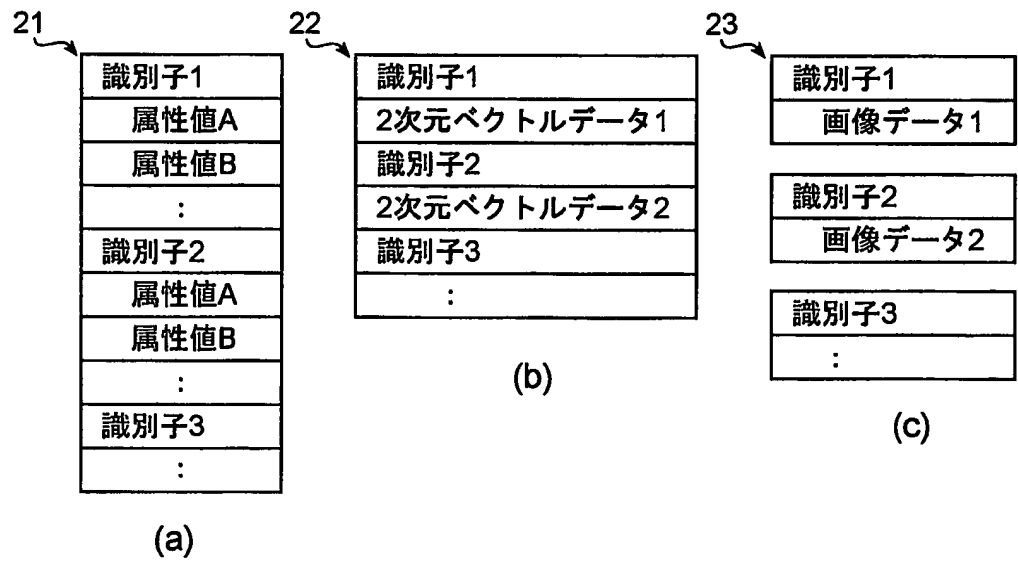 21
識別子1
属性値A
属性値B
:
識別子2
属性値A
属性値B
:
識別子3
:
(a)
22
識別子1
2次元ベクトルデータ1
識別子2
2次元ベクトルデータ2
識別子3
:
(b)
23
識別子1
画像データ1
識別子2
画像データ2
識別子3
:
(c)